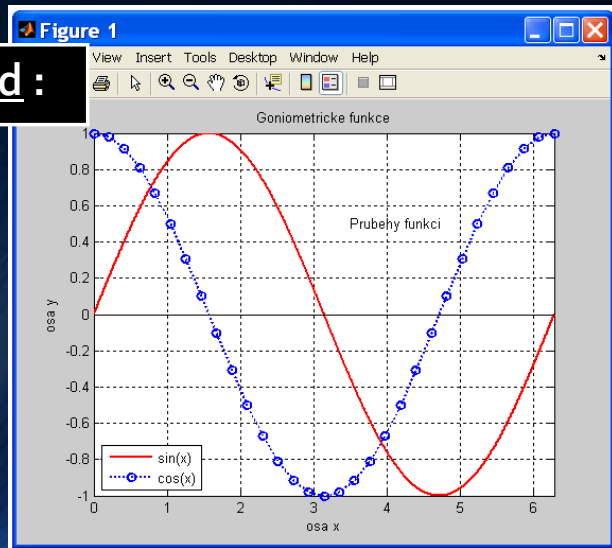 Figure 1
d :
View Insert Tools Desktop Window Help
Goniometricke funkce
1
0.8
0.6
Prubehy funkci
0.4
0.2
0
osa y
-0.2
-0.4
-0.6
-0.8
-1
sin(x)
cos(x)
0 1 2 3 4 5 6
osa x